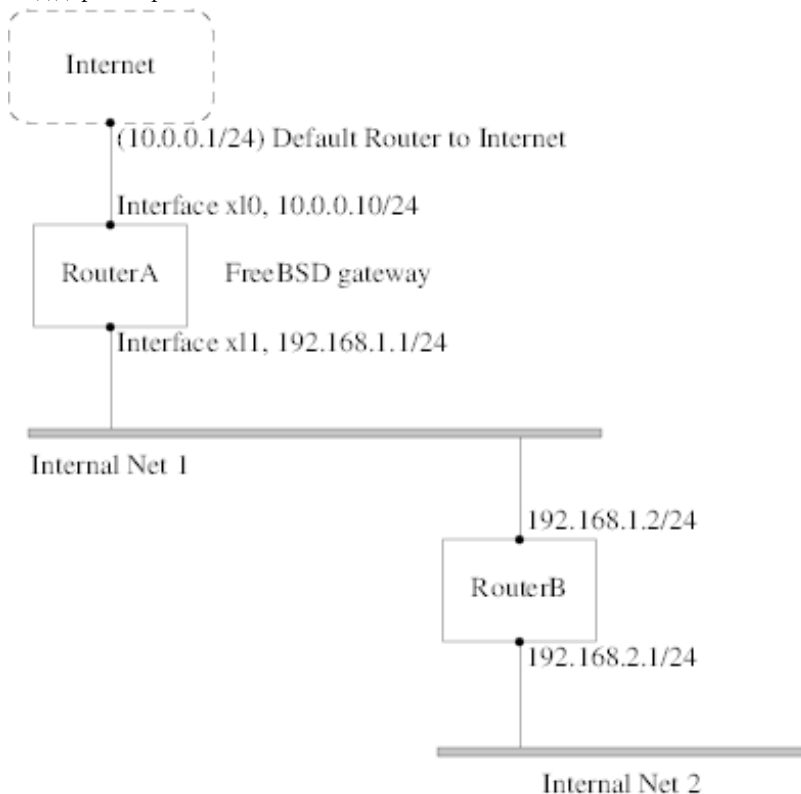 Internet
(10.0.0.1/24) Default Router to Internet
Interface xl0, 10.0.0.10/24
RouterA
FreeBSD gateway
Interface xl1, 192.168.1.1/24
Internal Net 1
192.168.1.2/24
RouterB
192.168.2.1/24
Internal Net 2